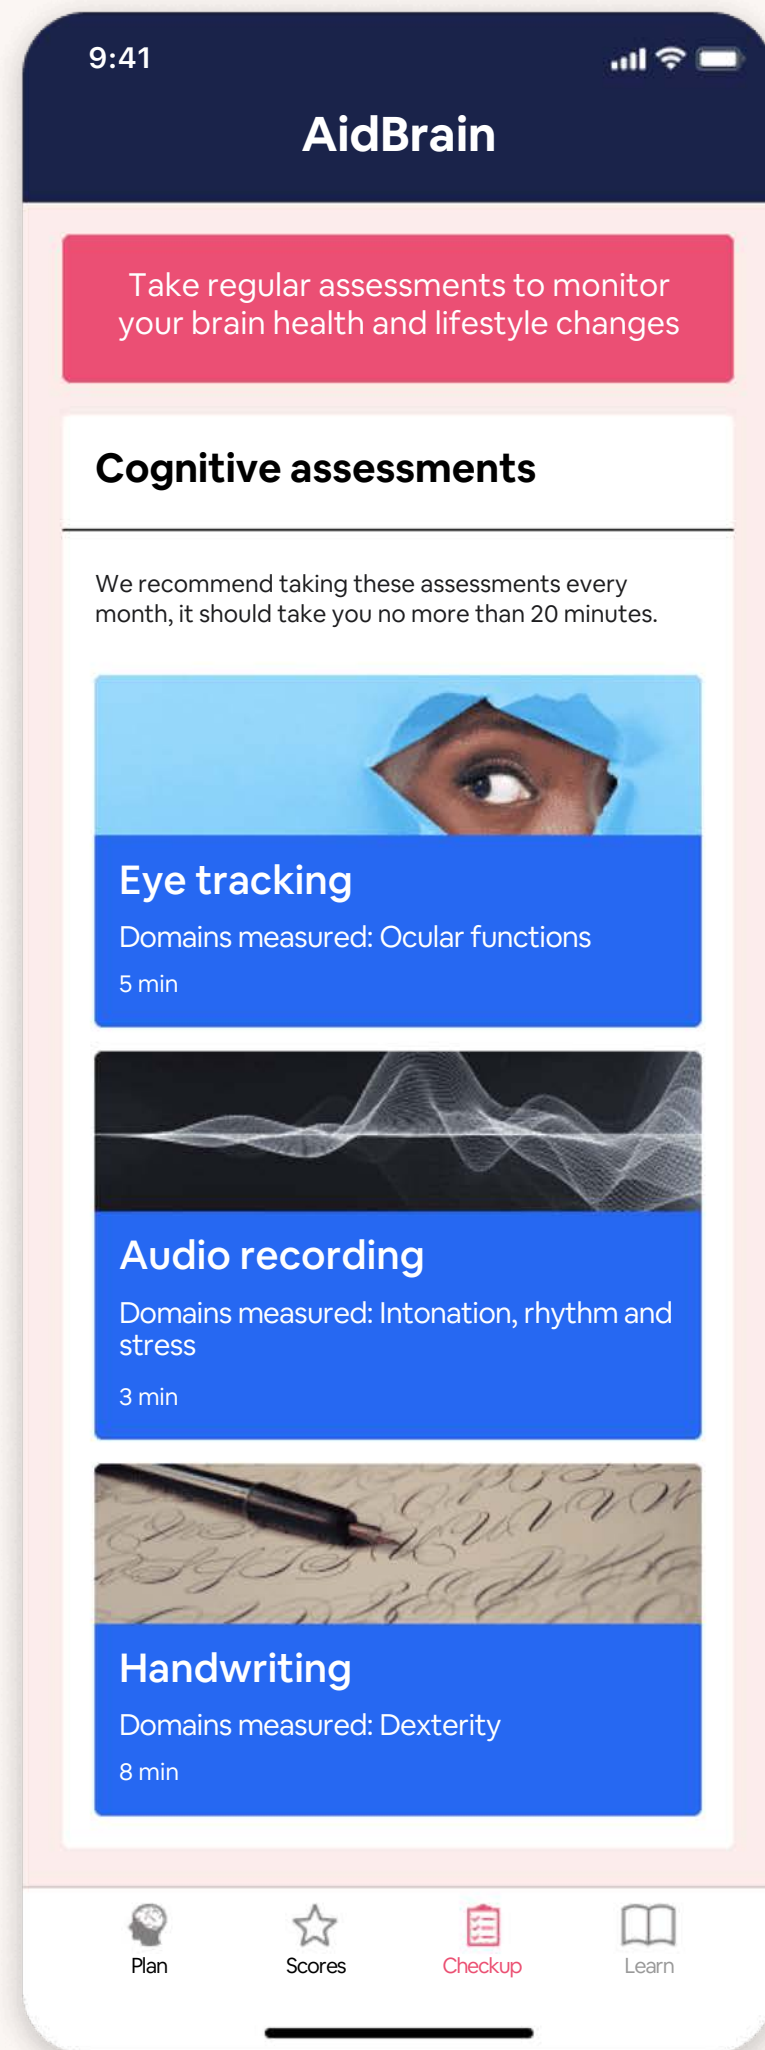 9:41
AidBrain
Take regular assessments to monitor
your brain health and lifestyle changes
Cognitive assessments
We recommend taking these assessments every
month, it should take you no more than 20 minutes.
Eye tracking
Domains measured: Ocular functions
5 min
Audio recording
Domains measured: Intonation, rhythm and
stress
3 min
Handwriting
Domains measured: Dexterity
8 min
Plan
Scores
Checkup
Learn